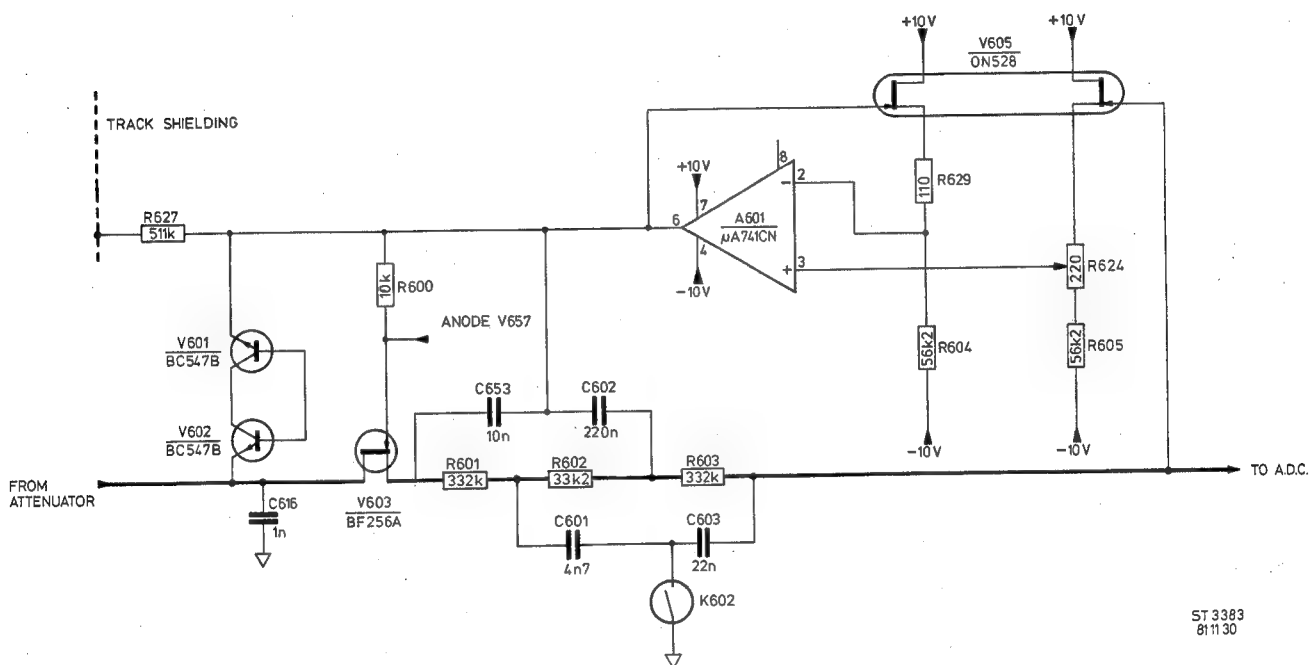 +10V
+10V
V605
ON528
TRACK SHIELDING
8
+10V
2
110
R629
7
R627
511k
6
A601
µA741CN
4
3
-10V
220
R624
10k
R600
ANODE V657
V601
BC547B
56k2
R604
56k2
R605
C653
C602
V602
BC547B
10n
220n
-10V
-10V
R601
R602
R603
332k
33k2
332k
TO A.D.C.
FROM
ATTENUATOR
C616
1n
V603
BF256A
C601
C603
4n7
22n
K602
ST3383
811130